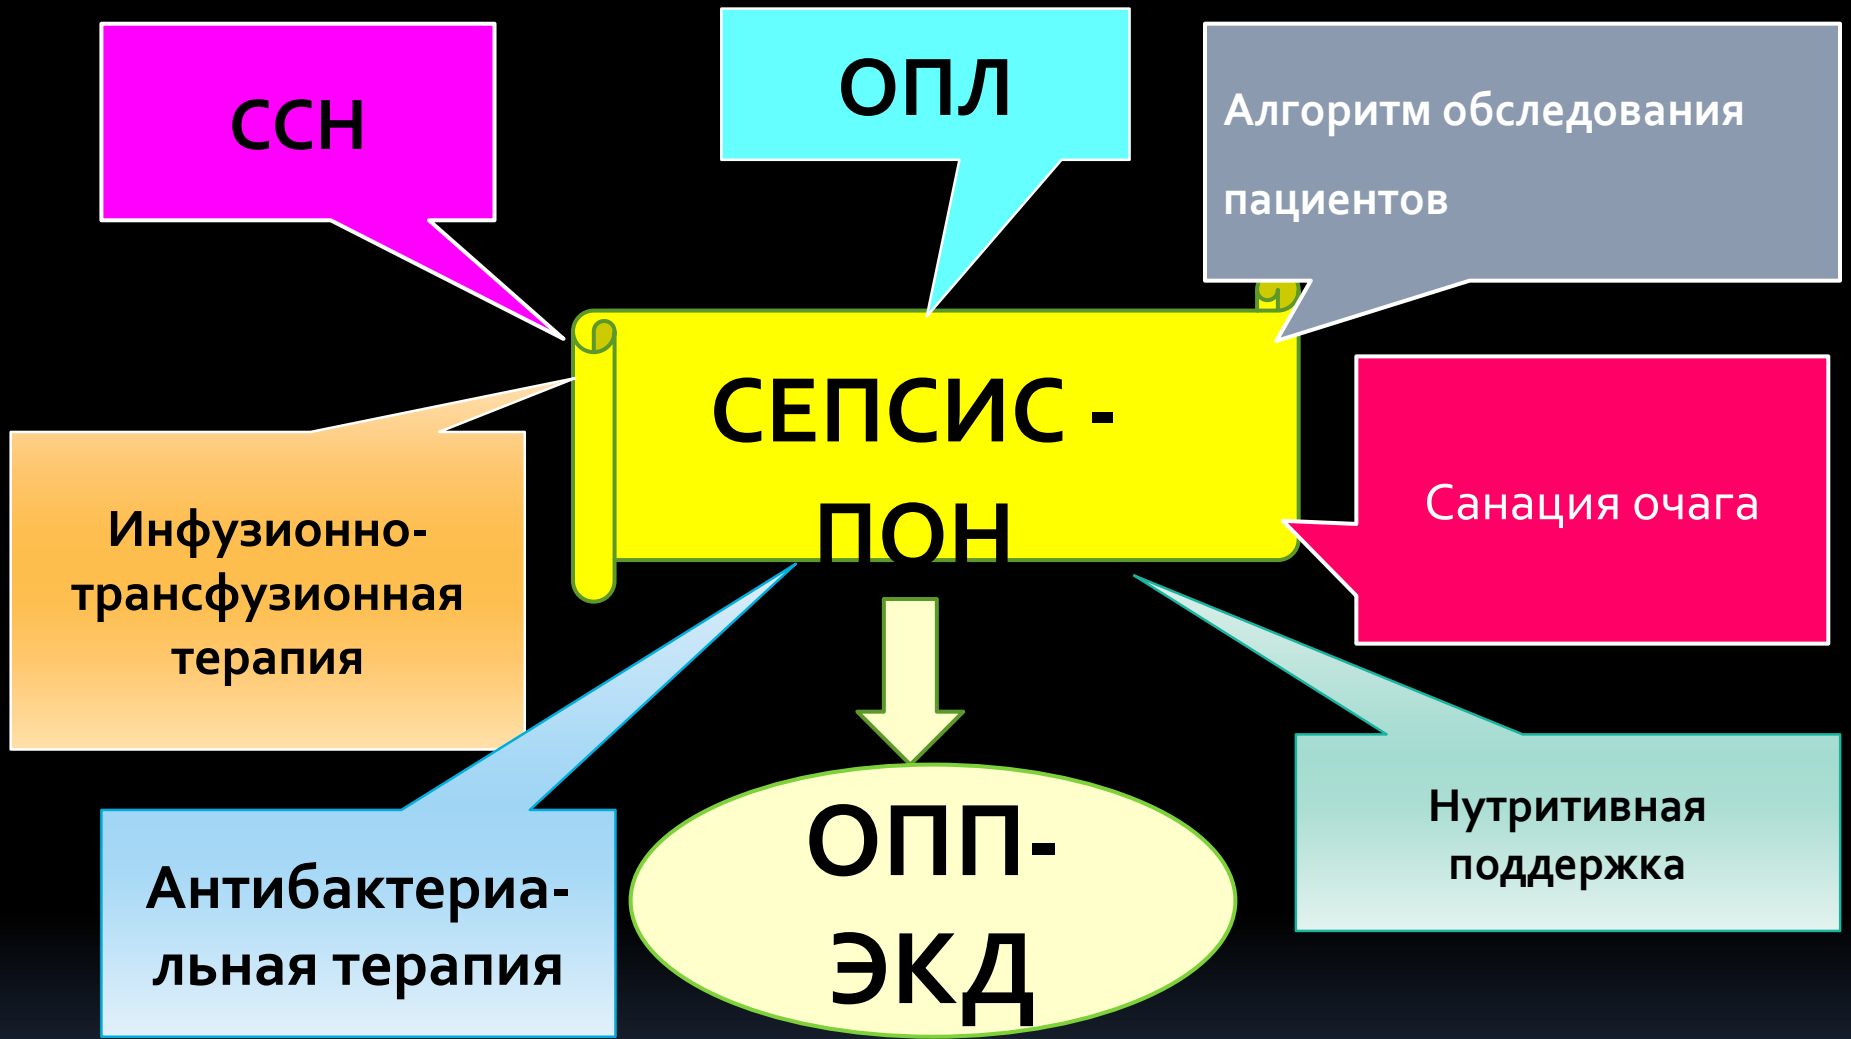 ССН
ОПЛ
Алгоритм обследования
пациентов
СЕПСИС -
ПОН
Санация очага
Инфузионно-
трансфузионная
терапия
Антибактериа-
льная терапия
ОПП-
ЭКД
Нутритивная
поддержка